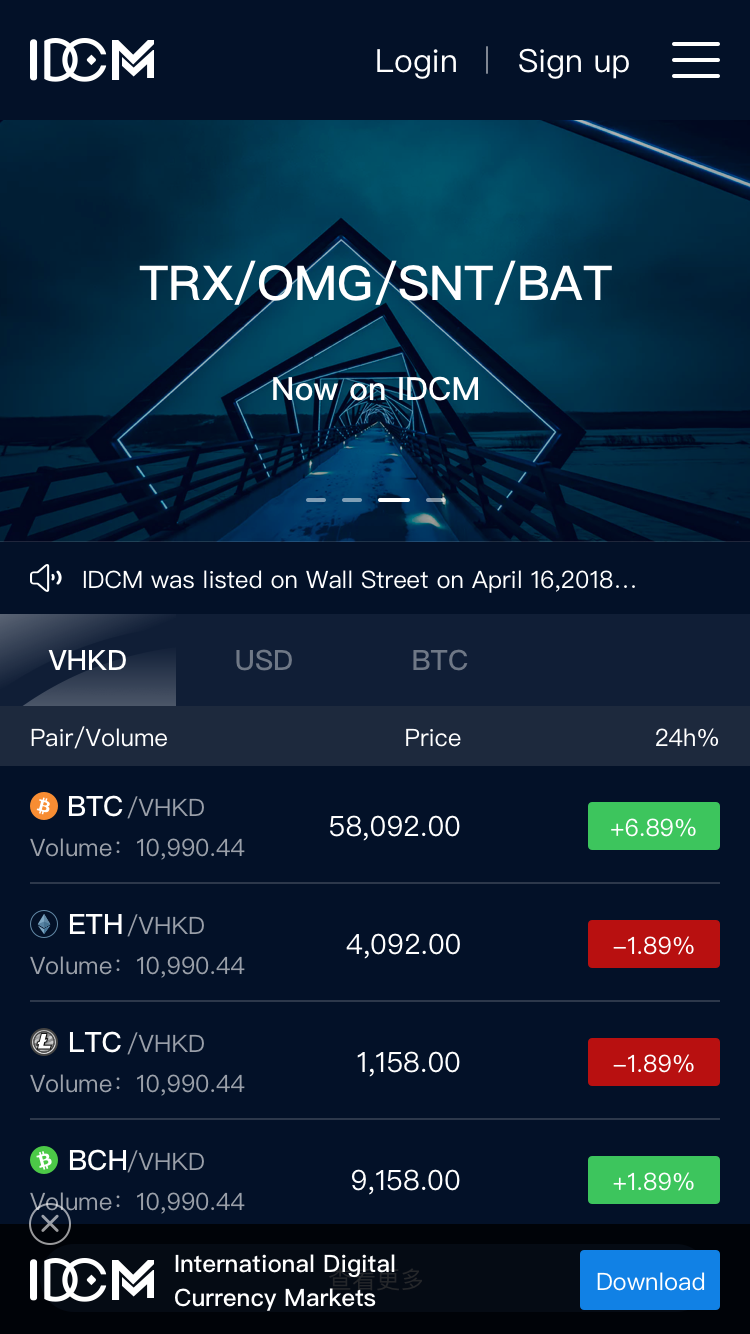 IDCM
Login | Sign up
TRX/OMG/SNT/BAT
Now on IDCM
IDCM was listed on Wall Street on April 16,2018...
VHKD USD BTC
Pair/Volume Price 24h%
BTC /VHKD
58,092.00 +6.89%
Volume：10,990.44
ETH /VHKD
4,092.00 –1.89%
Volume：10,990.44
LTC /VHKD
1,158.00 –1.89%
Volume：10,990.44
BCH/VHKD
9,158.00 +1.89%
Volume：10,990.44
IDCM
International Digital
查看更多
Currency Markets
Download